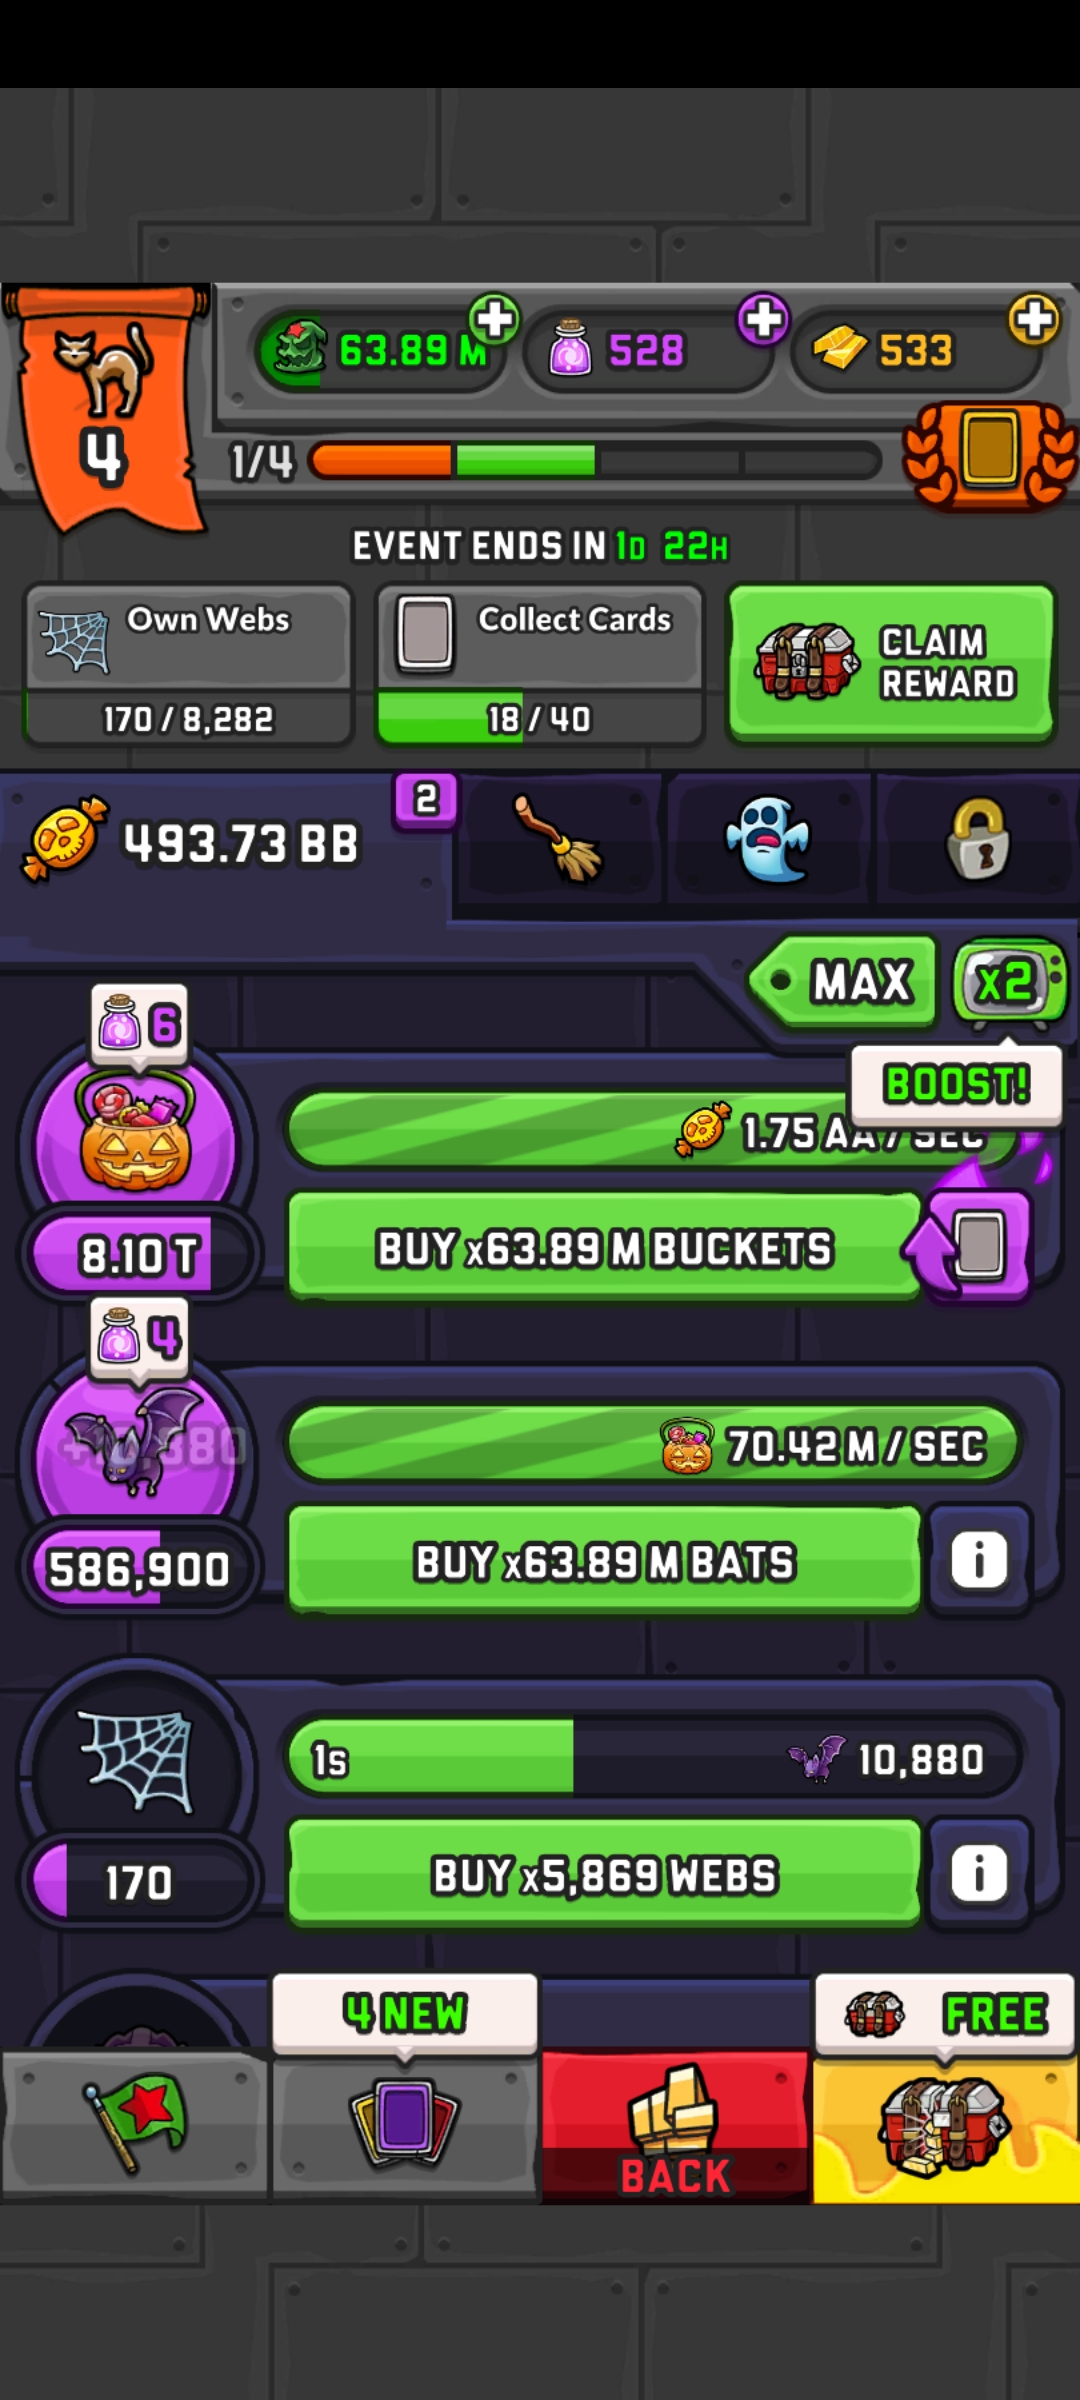 63.89 M
528
533
4
1/4
EVENT ENDS IN 1D 22H
Own Webs
170 / 8,282
Collect Cards
18 / 40
CLAIM
REWARD
493.73 BB
2
MAX
x2
BOOST!
6
1.75 AA / SEC
8.10 T
BUY x63.89 M BUCKETS
4
70.42 M / SEC
586,900
BUY x63.89 M BATS
1s
10,880
170
BUY x5,869 WEBS
4 NEW
FREE
BACK